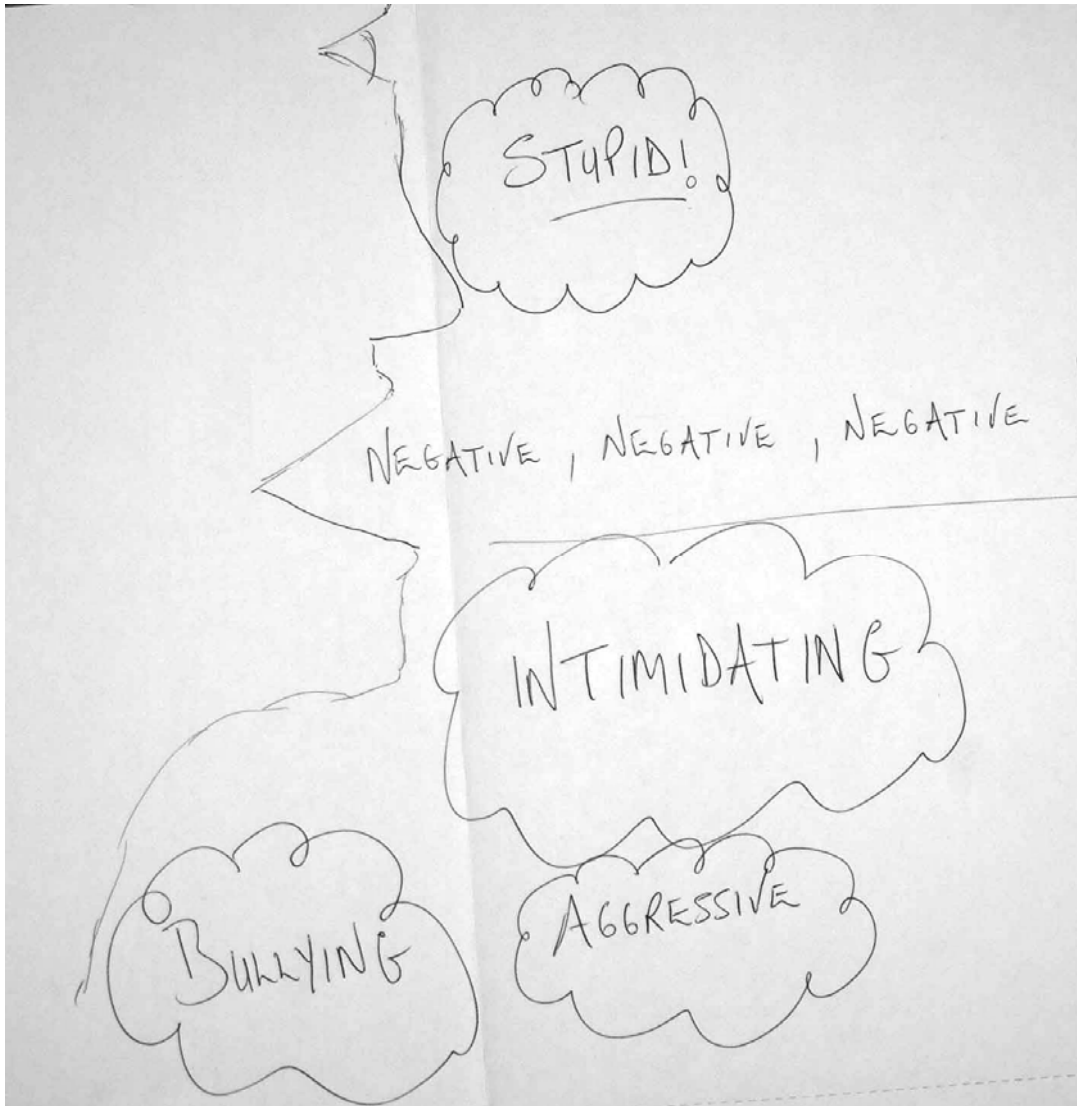 STUPID!
NEGATIVE, NEGATIVE, NEGATIVE
INTIMIDATING
AGGRESSIVE
BULLYING